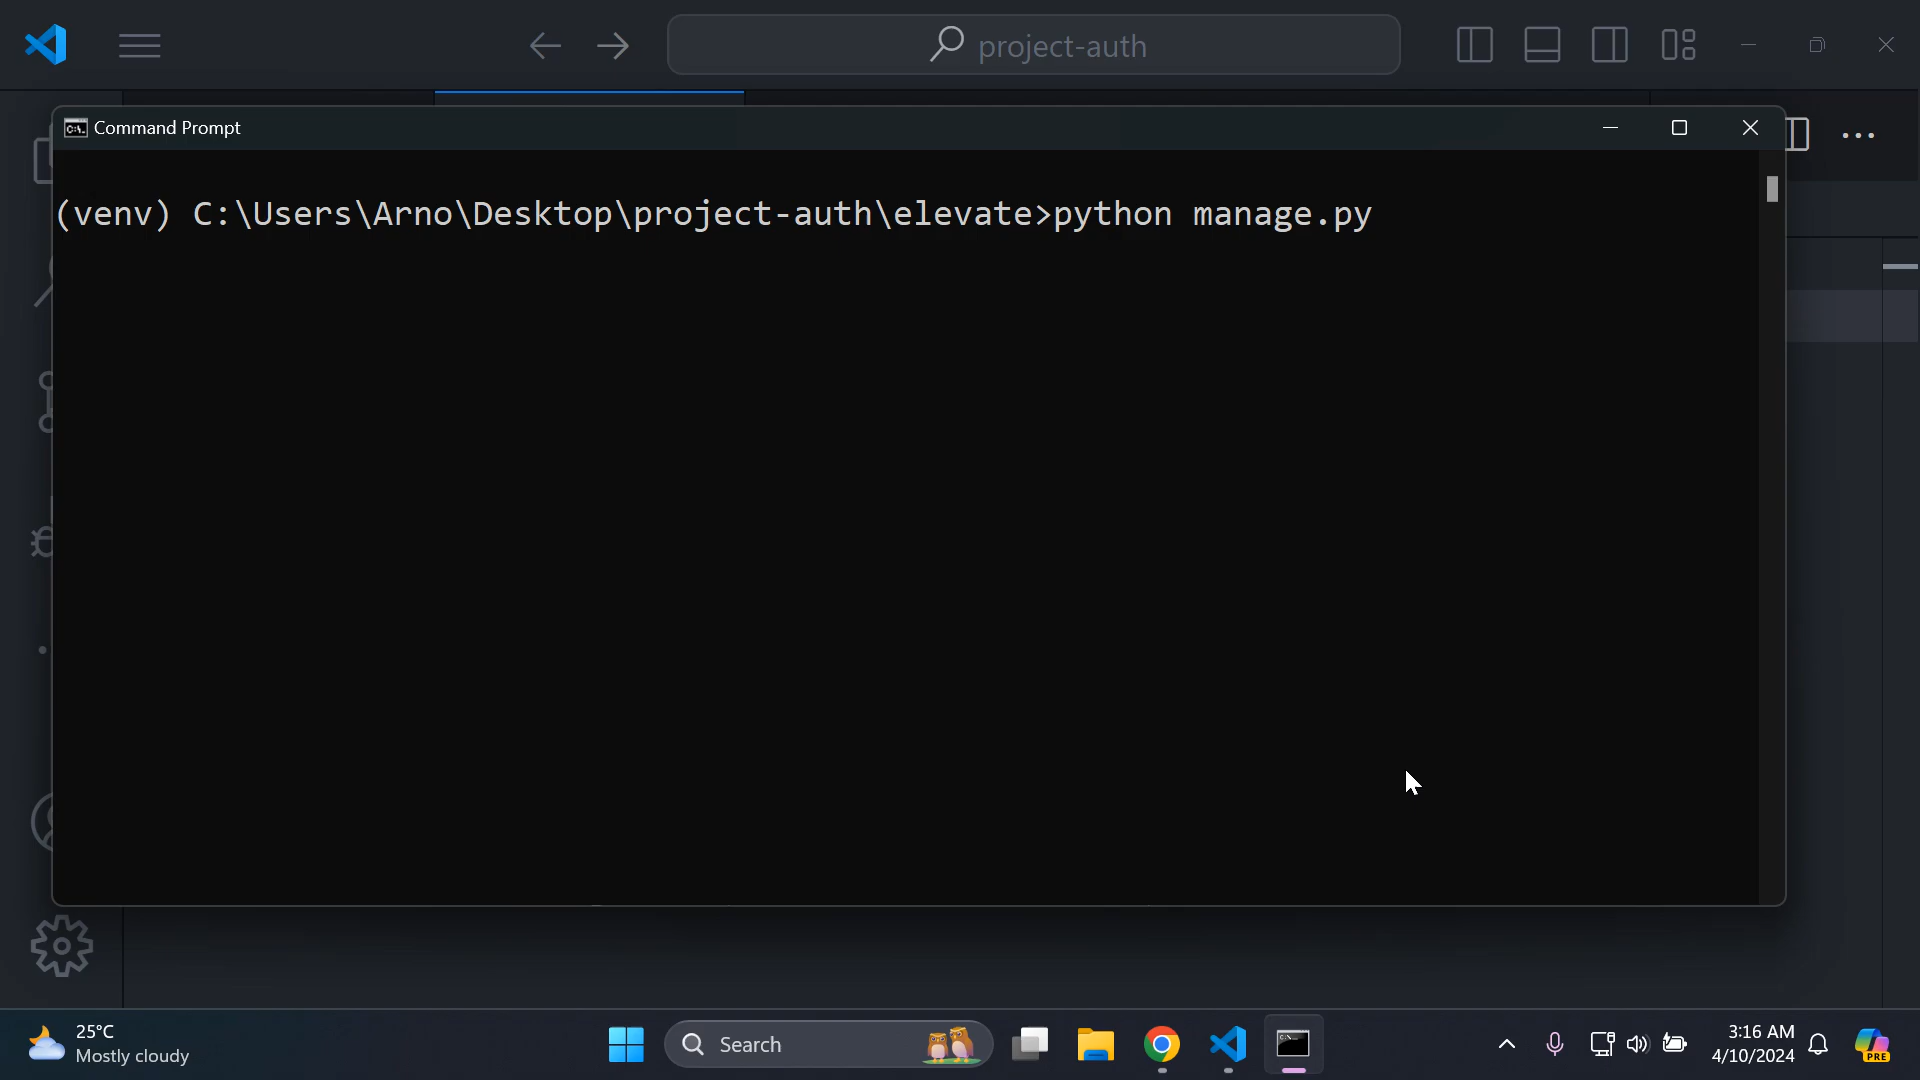 project-auth
Command Prompt
(venv) C:\Users\Arno\Desktop\project-auth\elevate>python manage.py
25°C
Mostly cloudy
Search
3:16 AM
4/10/2024
PRE